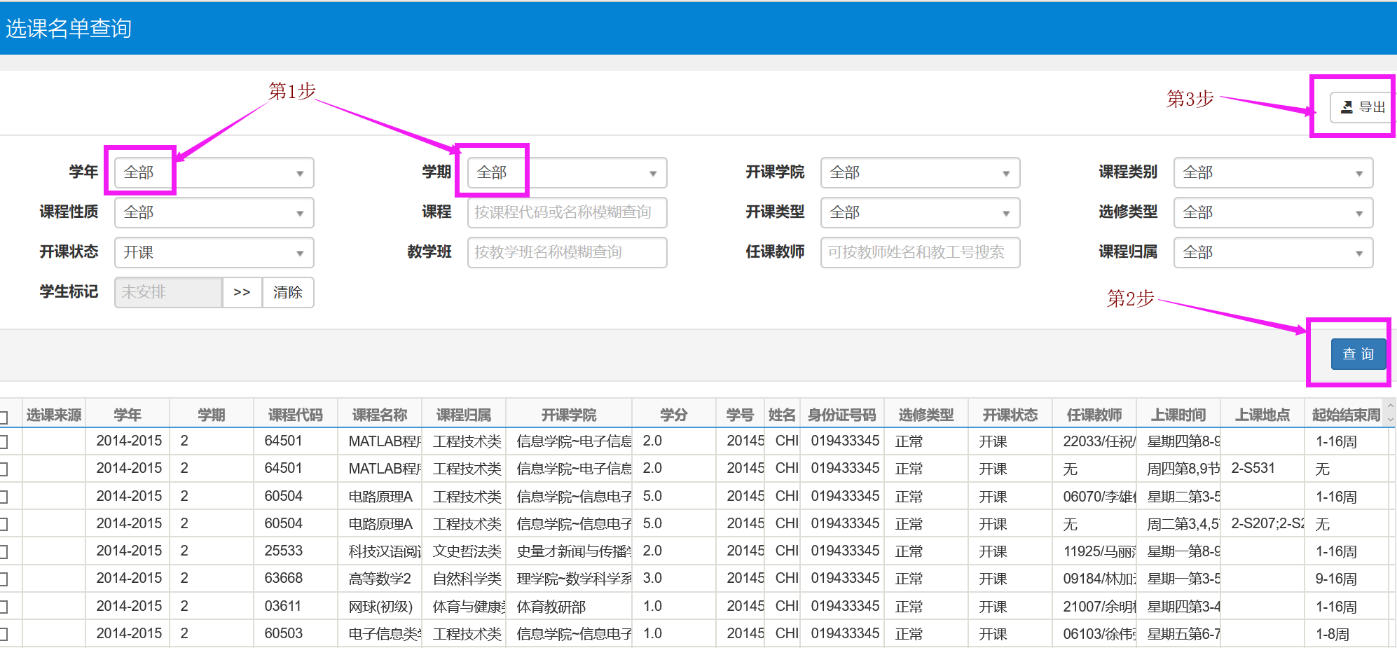 选课名单查询
第1步
第3步
导出
学年 全部 学期 全部 开课学院 全部 课程类别 全部
课程性质 全部 课程 按课程代码或名称模糊查询 开课类型 全部 选修类型 全部
开课状态 开课 教学班 按教学班名称模糊查询 任课教师 可按教师姓名和教工号搜索 课程归属 全部
学生标记 未安排 >> 清除
第2步
查 询
选课来源 学年 学期 课程代码 课程名称 课程归属 开课学院 学分 学号 姓名 身份证号码 选修类型 开课状态 任课教师 上课时间 上课地点 起始结束周
2014-2015 2 64501 MATLAB程 工程技术类 信息学院~电子信息 2.0 20145 CHI 019433345 正常 开课 22033/任祝/ 星期四第8-9 1-16周
2014-2015 2 64501 MATLAB程 工程技术类 信息学院~电子信息 2.0 20145 CHI 019433345 正常 开课 无 周四第8,9节 2-S531 无
2014-2015 2 60504 电路原理A 工程技术类 信息学院~信息电子 5.0 20145 CHI 019433345 正常 开课 06070/李雄 星期二第3-5 1-16周
2014-2015 2 60504 电路原理A 工程技术类 信息学院~信息电子 5.0 20145 CHI 019433345 正常 开课 无 周二第3,4,5 2-S207;2-S2 无
2014-2015 2 25533 科技汉语阅 文史哲法类 史量才新闻与传播 2.0 20145 CHI 019433345 正常 开课 11925/马丽 星期一第8-9 1-16周
2014-2015 2 63668 高等数学2 自然科学类 理学院~数学科学系 3.0 20145 CHI 019433345 正常 开课 09184/林加 星期一第3-5 9-16周
2014-2015 2 03611 网球(初级) 体育与健康 体育教研部 1.0 20145 CHI 019433345 正常 开课 21007/余明 星期四第3-4 1-16周
2014-2015 2 60503 电子信息类 工程技术类 信息学院~信息电子 1.0 20145 CHI 019433345 正常 开课 06103/徐伟 星期五第6-7 1-8周